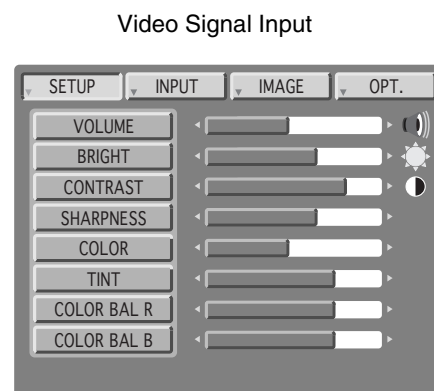 Video Signal Input
SETUP INPUT IMAGE OPT.
VOLUME
BRIGHT
CONTRAST
SHARPNESS
COLOR
TINT
COLOR BAL R
COLOR BAL B